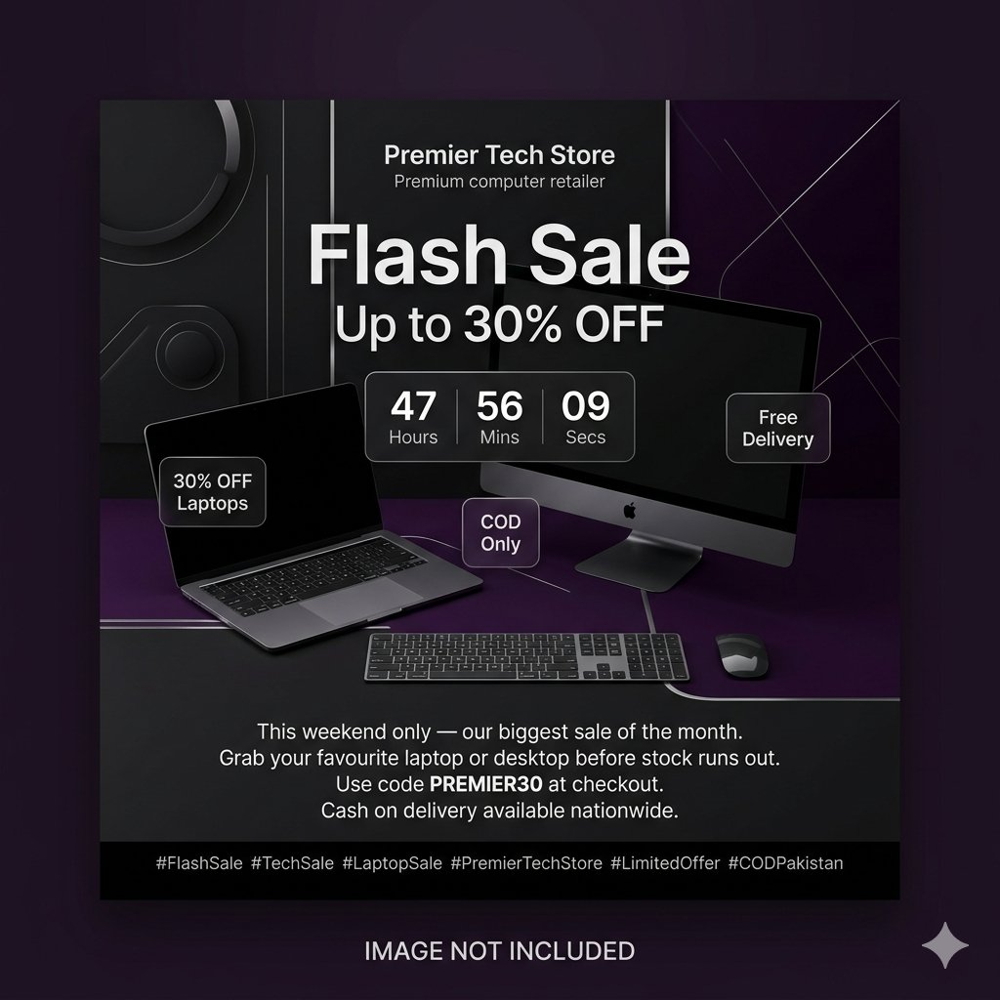 Premier Tech Store
Premium computer retailer
Flash Sale
Up to 30% OFF
47 56 09
Hours Mins Secs
Free
Delivery
30% OFF
Laptops
COD
Only
This weekend only — our biggest sale of the month.
Grab your favourite laptop or desktop before stock runs out.
Use code PREMIER30 at checkout.
Cash on delivery available nationwide.
#FlashSale #TechSale #LaptopSale #PremierTechStore #LimitedOffer #CODPakistan
IMAGE NOT INCLUDED